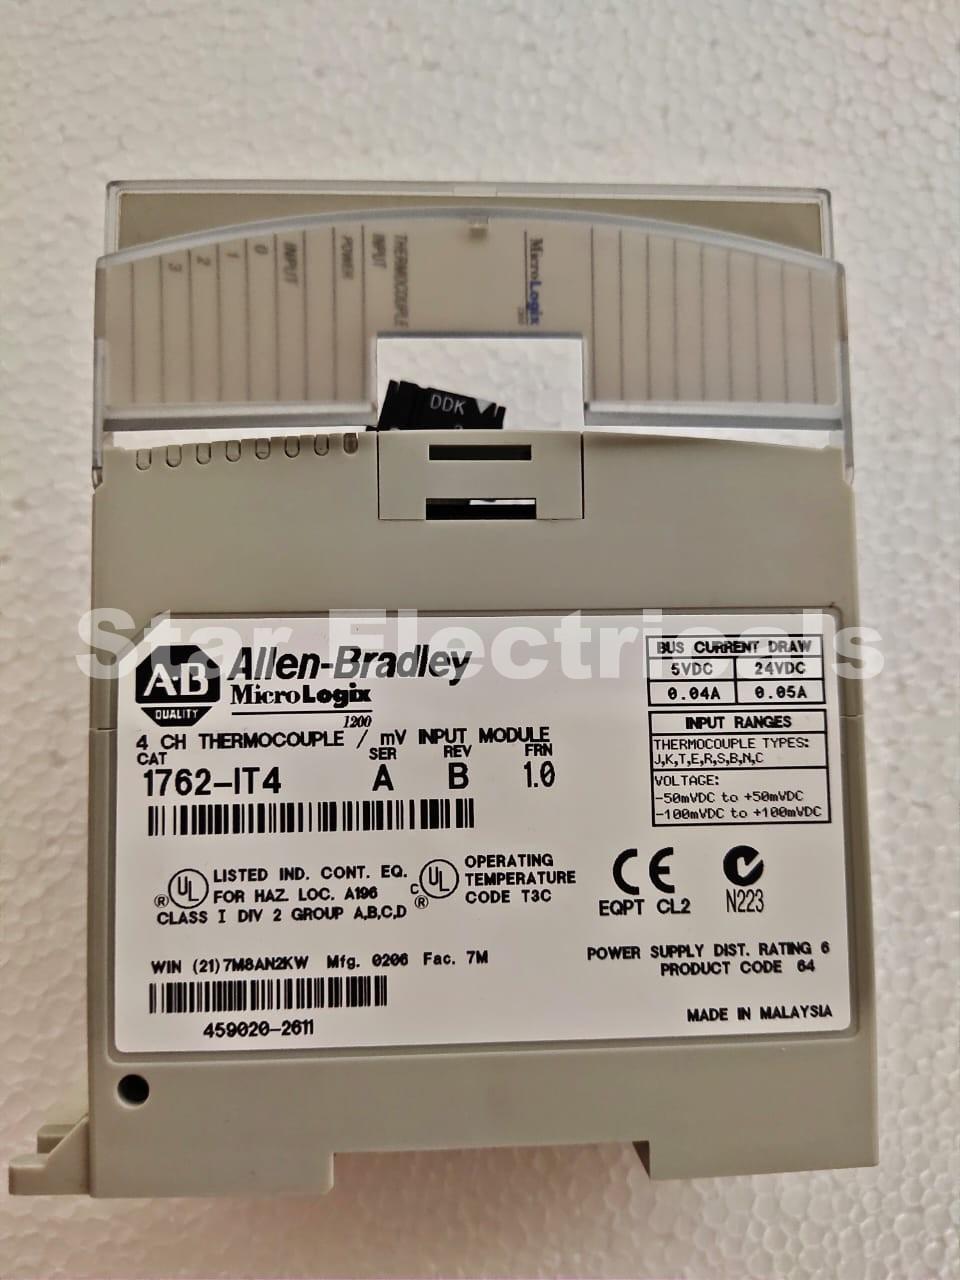 MicroLogix
THERMOCOUPLE
INPUT
POWER
INPUT
0
1
2
3
DDK
Star Electricals
A-B
QUALITY
Allen-Bradley
MicroLogix
1200
4 CH THERMOCOUPLE / mV INPUT MODULE
CAT SER REV FRN
1762-IT4 A B 1.0
BUS CURRENT DRAW
5VDC 24VDC
0.04A 0.05A
INPUT RANGES
THERMOCOUPLE TYPES:
J,K,T,E,R,S,B,N,C
VOLTAGE:
-50mVDC to +50mVDC
-100mVDC to +100mVDC
UL ® LISTED IND. CONT. EQ.
FOR HAZ. LOC. A196
CLASS I DIV 2 GROUP A,B,C,D
C UL ®
OPERATING
TEMPERATURE
CODE T3C
CE
EQPT CL2
N223
WIN (21)7M8AN2KW Mfg. 0206 Fac. 7M
459020-2611
POWER SUPPLY DIST. RATING 6
PRODUCT CODE 64
MADE IN MALAYSIA